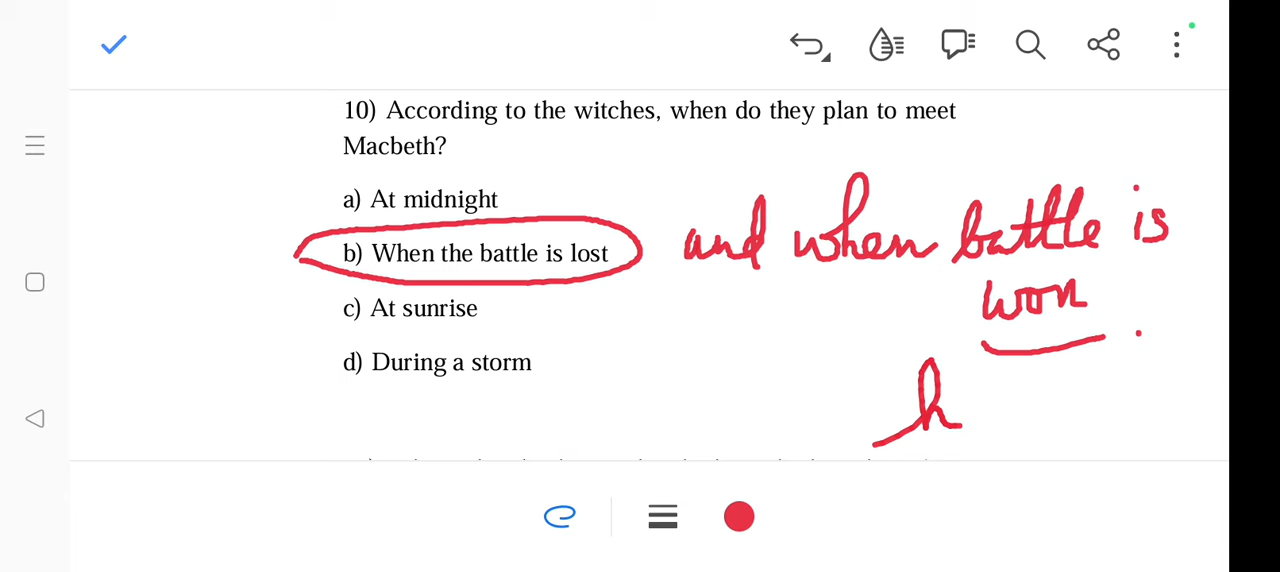 10) According to the witches, when do they plan to meet
Macbeth?
a) At midnight
b) When the battle is lost and when battle is
won.
c) At sunrise
d) During a storm
h